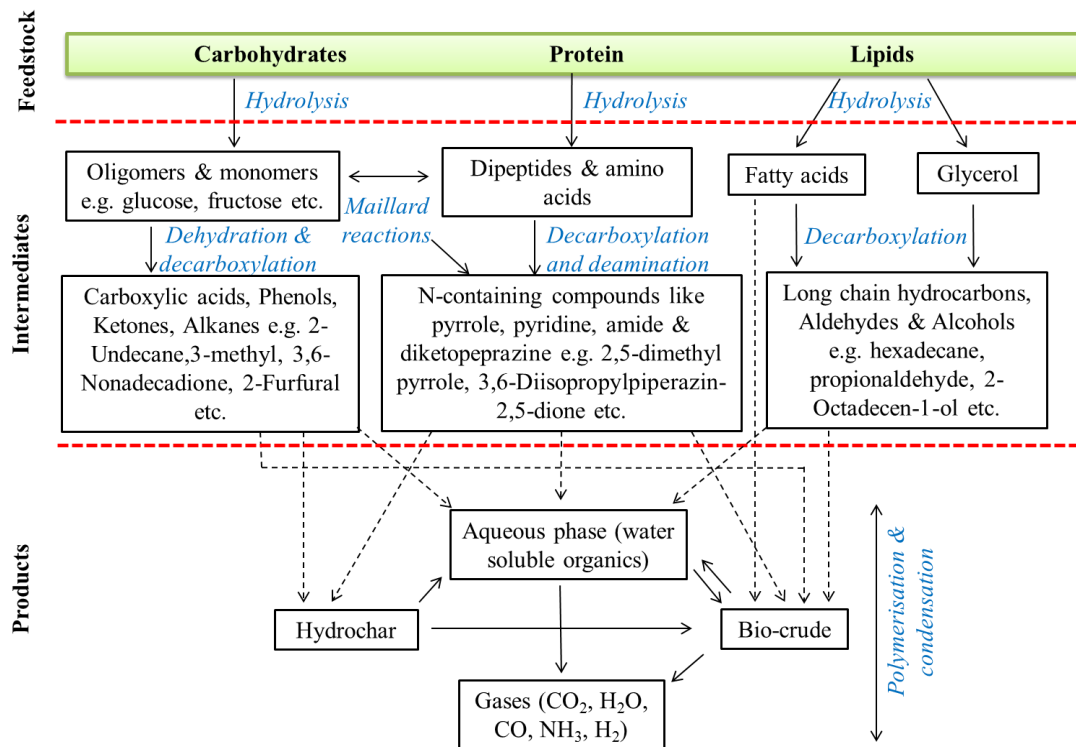 Feedstock
Carbohydrates
Protein
Lipids
Hydrolysis
Hydrolysis
Hydrolysis
Intermediates
Oligomers & monomers
e.g. glucose, fructose etc.
Dipeptides & amino
acids
Fatty acids
Glycerol
Maillard
reactions
Dehydration &
decarboxylation
Decarboxylation
and deamination
Decarboxylation
Carboxylic acids, Phenols,
Ketones, Alkanes e.g. 2-
Undecane,3-methyl, 3,6-
Nonadecadione, 2-Furfural
etc.
N-containing compounds like
pyrrole, pyridine, amide &
diketopeprazine e.g. 2,5-dimethyl
pyrrole, 3,6-Diisopropylpiperazin-
2,5-dione etc.
Long chain hydrocarbons,
Aldehydes & Alcohols
e.g. hexadecane,
propionaldehyde, 2-
Octadecen-1-ol etc.
Products
Aqueous phase (water
soluble organics)
Hydrochar
Bio-crude
Gases (CO₂, H₂O,
CO, NH₃, H₂)
Polymerisation &
condensation